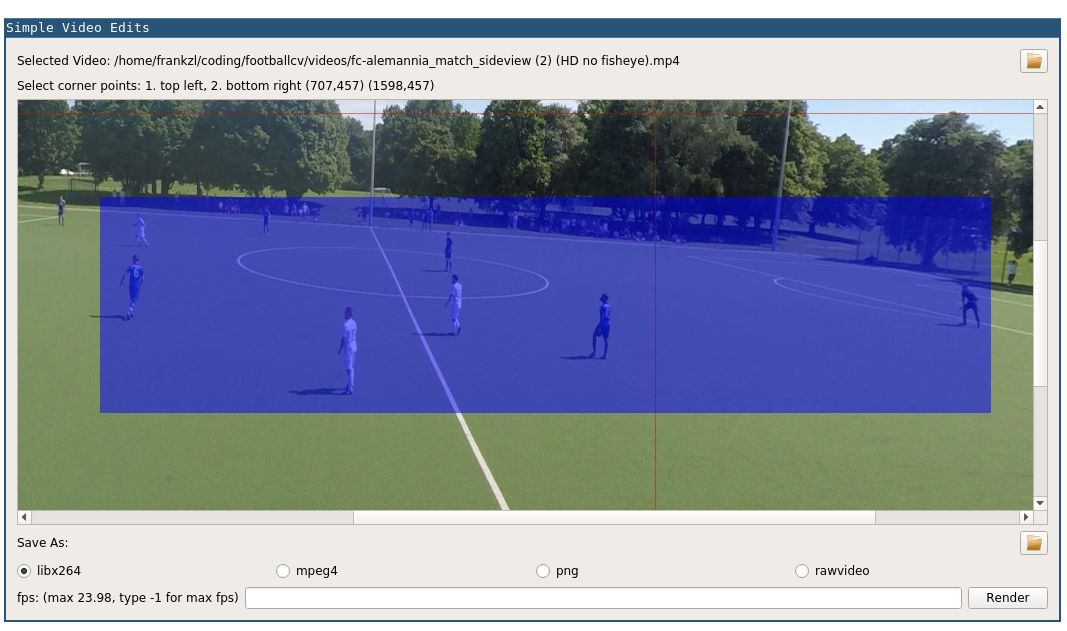 Simple Video Edits
Selected Video: /home/frankzl/coding/footballcv/videos/fc-alemannia_match_sideview (2) (HD no fisheye).mp4
Select corner points: 1. top left, 2. bottom right (707,457) (1598,457)
6
Save As:
libx264 mpeg4 png rawvideo
fps: (max 23.98, type -1 for max fps) Render